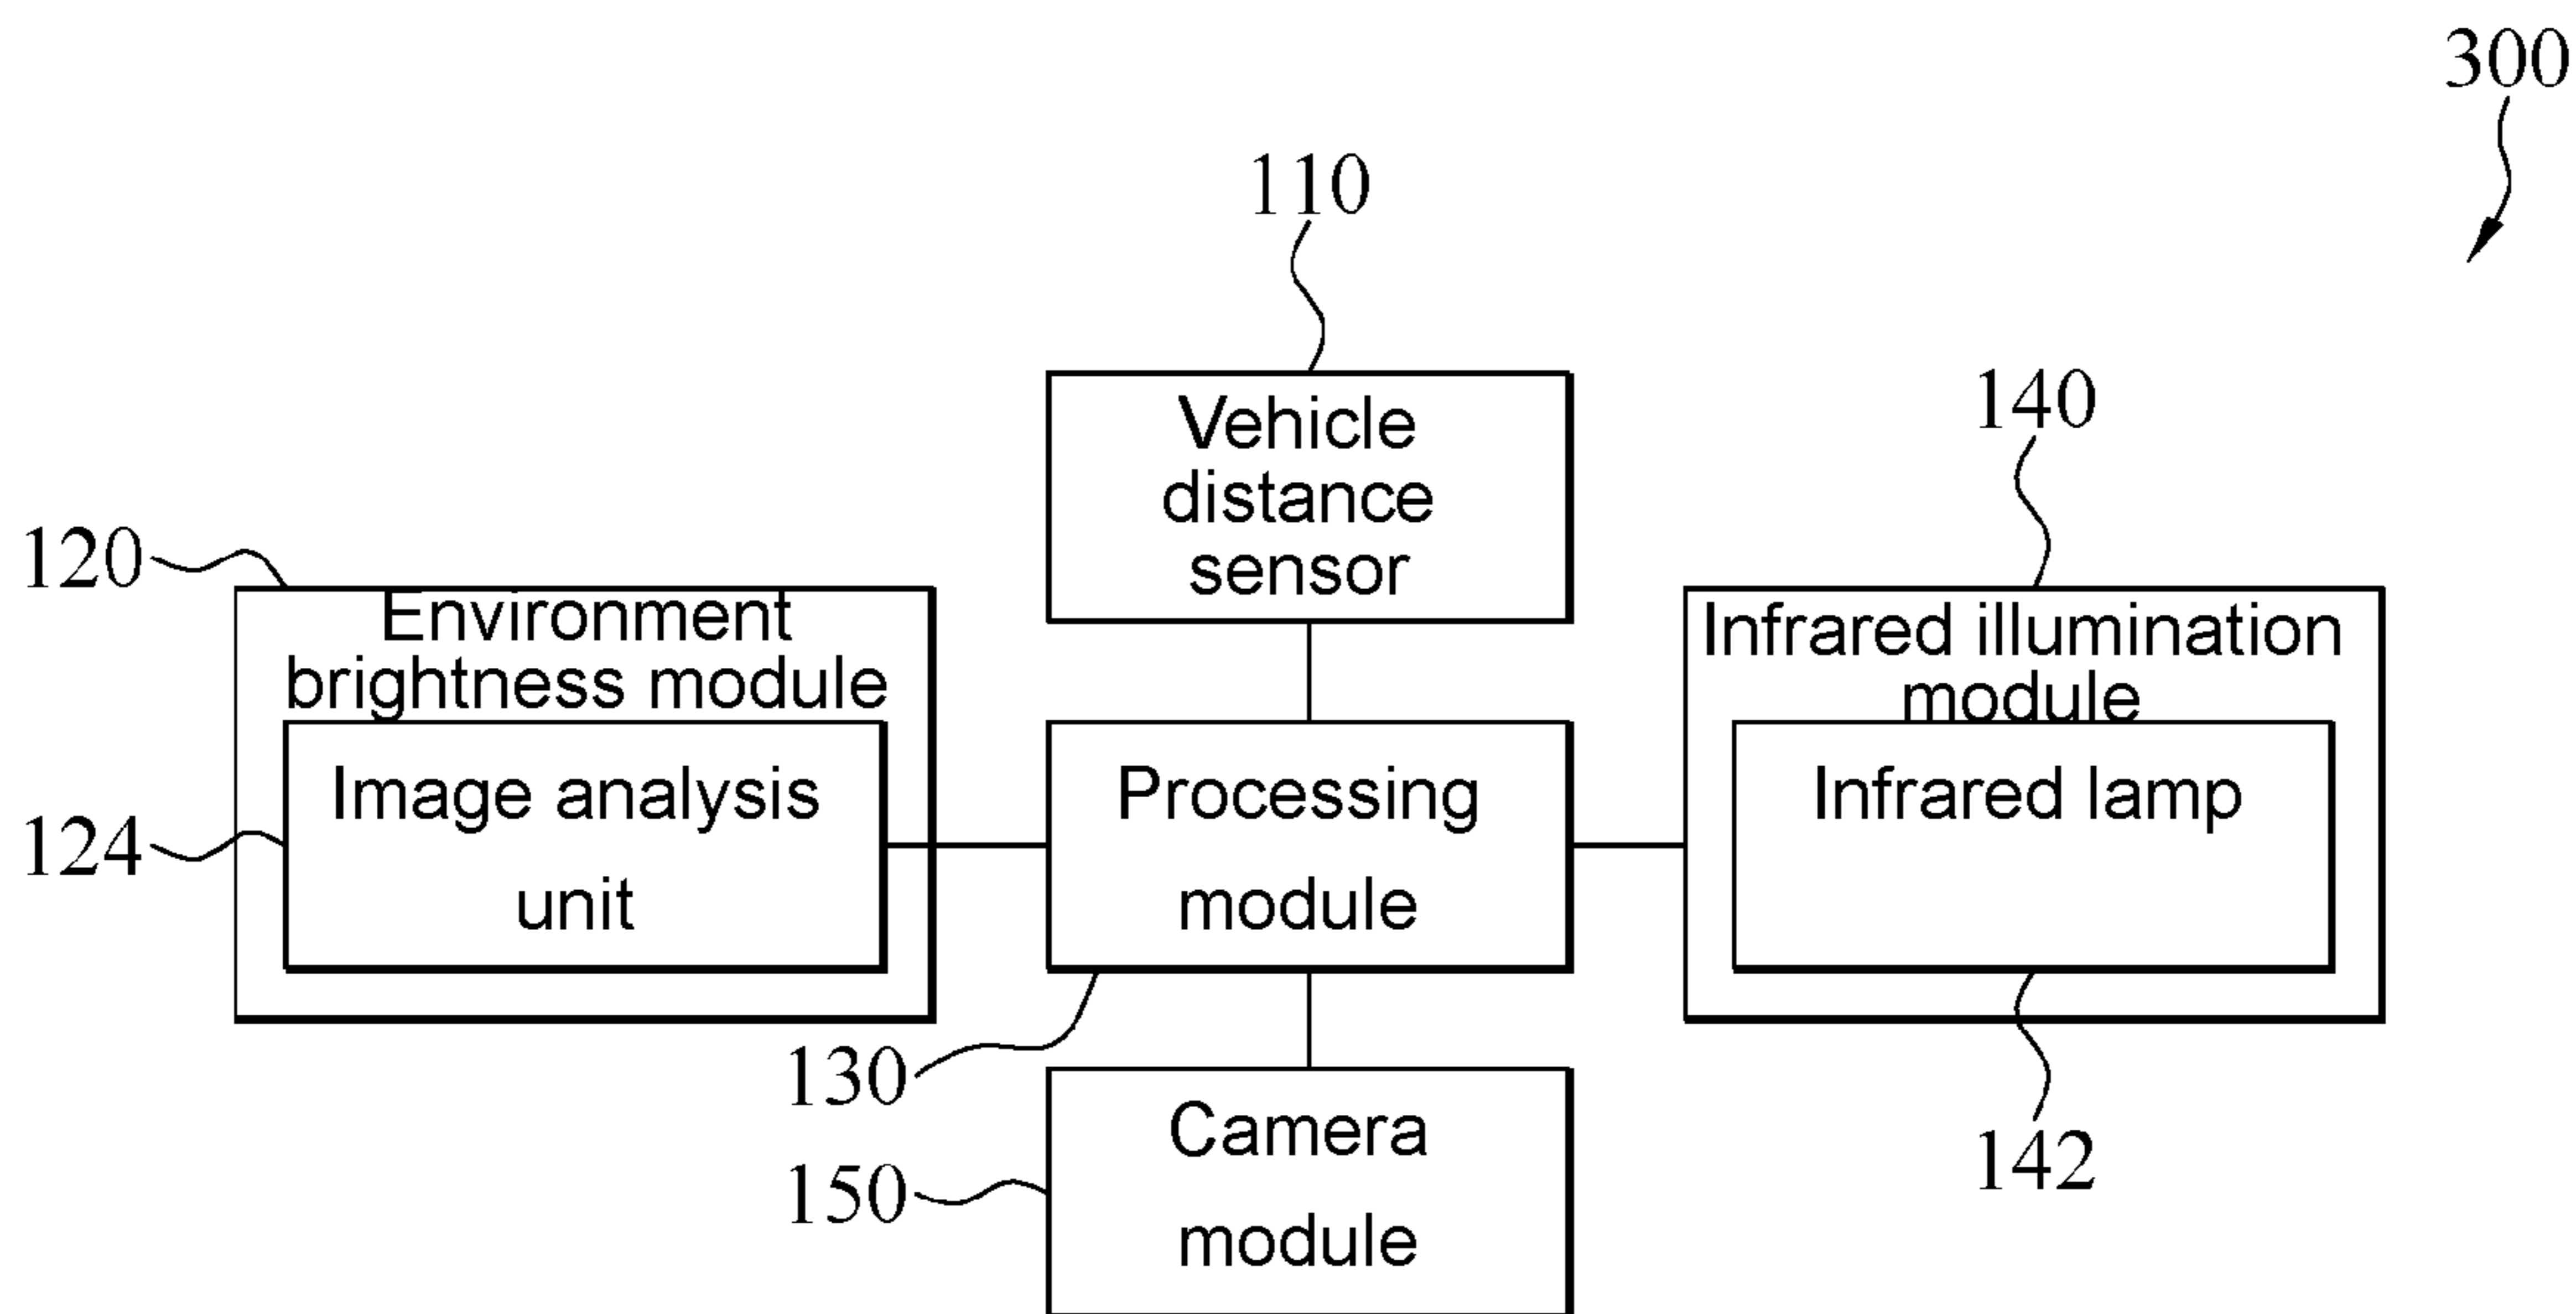 300
110
Vehicle
distance
sensor
140
120
Environment
brightness module
Infrared illumination
module
Image analysis
unit
124
Processing
module
Infrared lamp
130
Camera
module
150
142